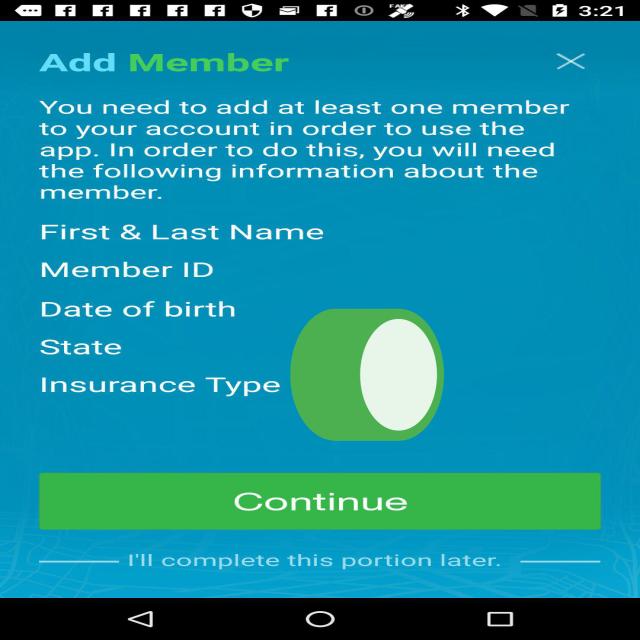 3:21
Add Member
You need to add at least one member
to your account in order to use the
app. In order to do this, you will need
the following information about the
member.
First & Last Name
Member ID
Date of birth
State
Insurance Type
Continue
I'll complete this portion later.